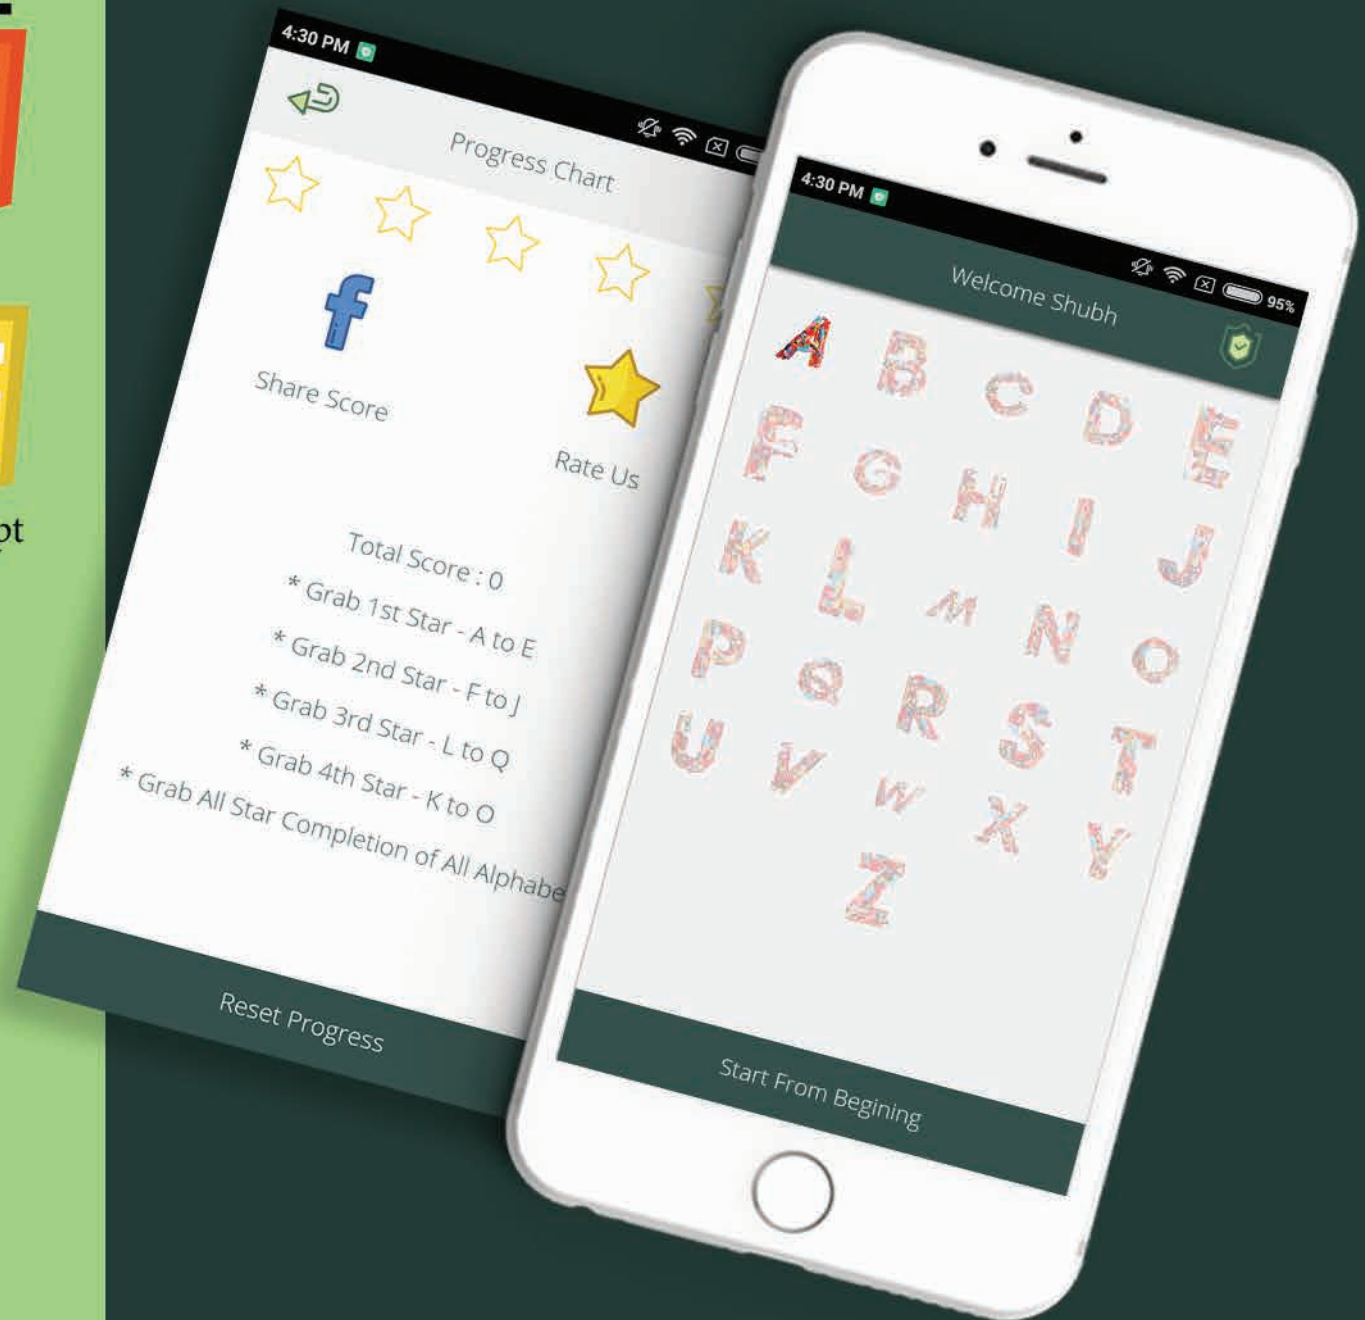 pt
4:30 PM
Progress Chart
Share Score
Rate Us
Total Score : 0
* Grab 1st Star - A to E
* Grab 2nd Star - F to J
* Grab 3rd Star - L to Q
* Grab 4th Star - K to O
* Grab All Star Completion of All Alphabe
Reset Progress
4:30 PM
95%
Welcome Shubh
A B C D E
F G H I J
K L M N O
P Q R S T
U V W X Y
Z
Start From Begining